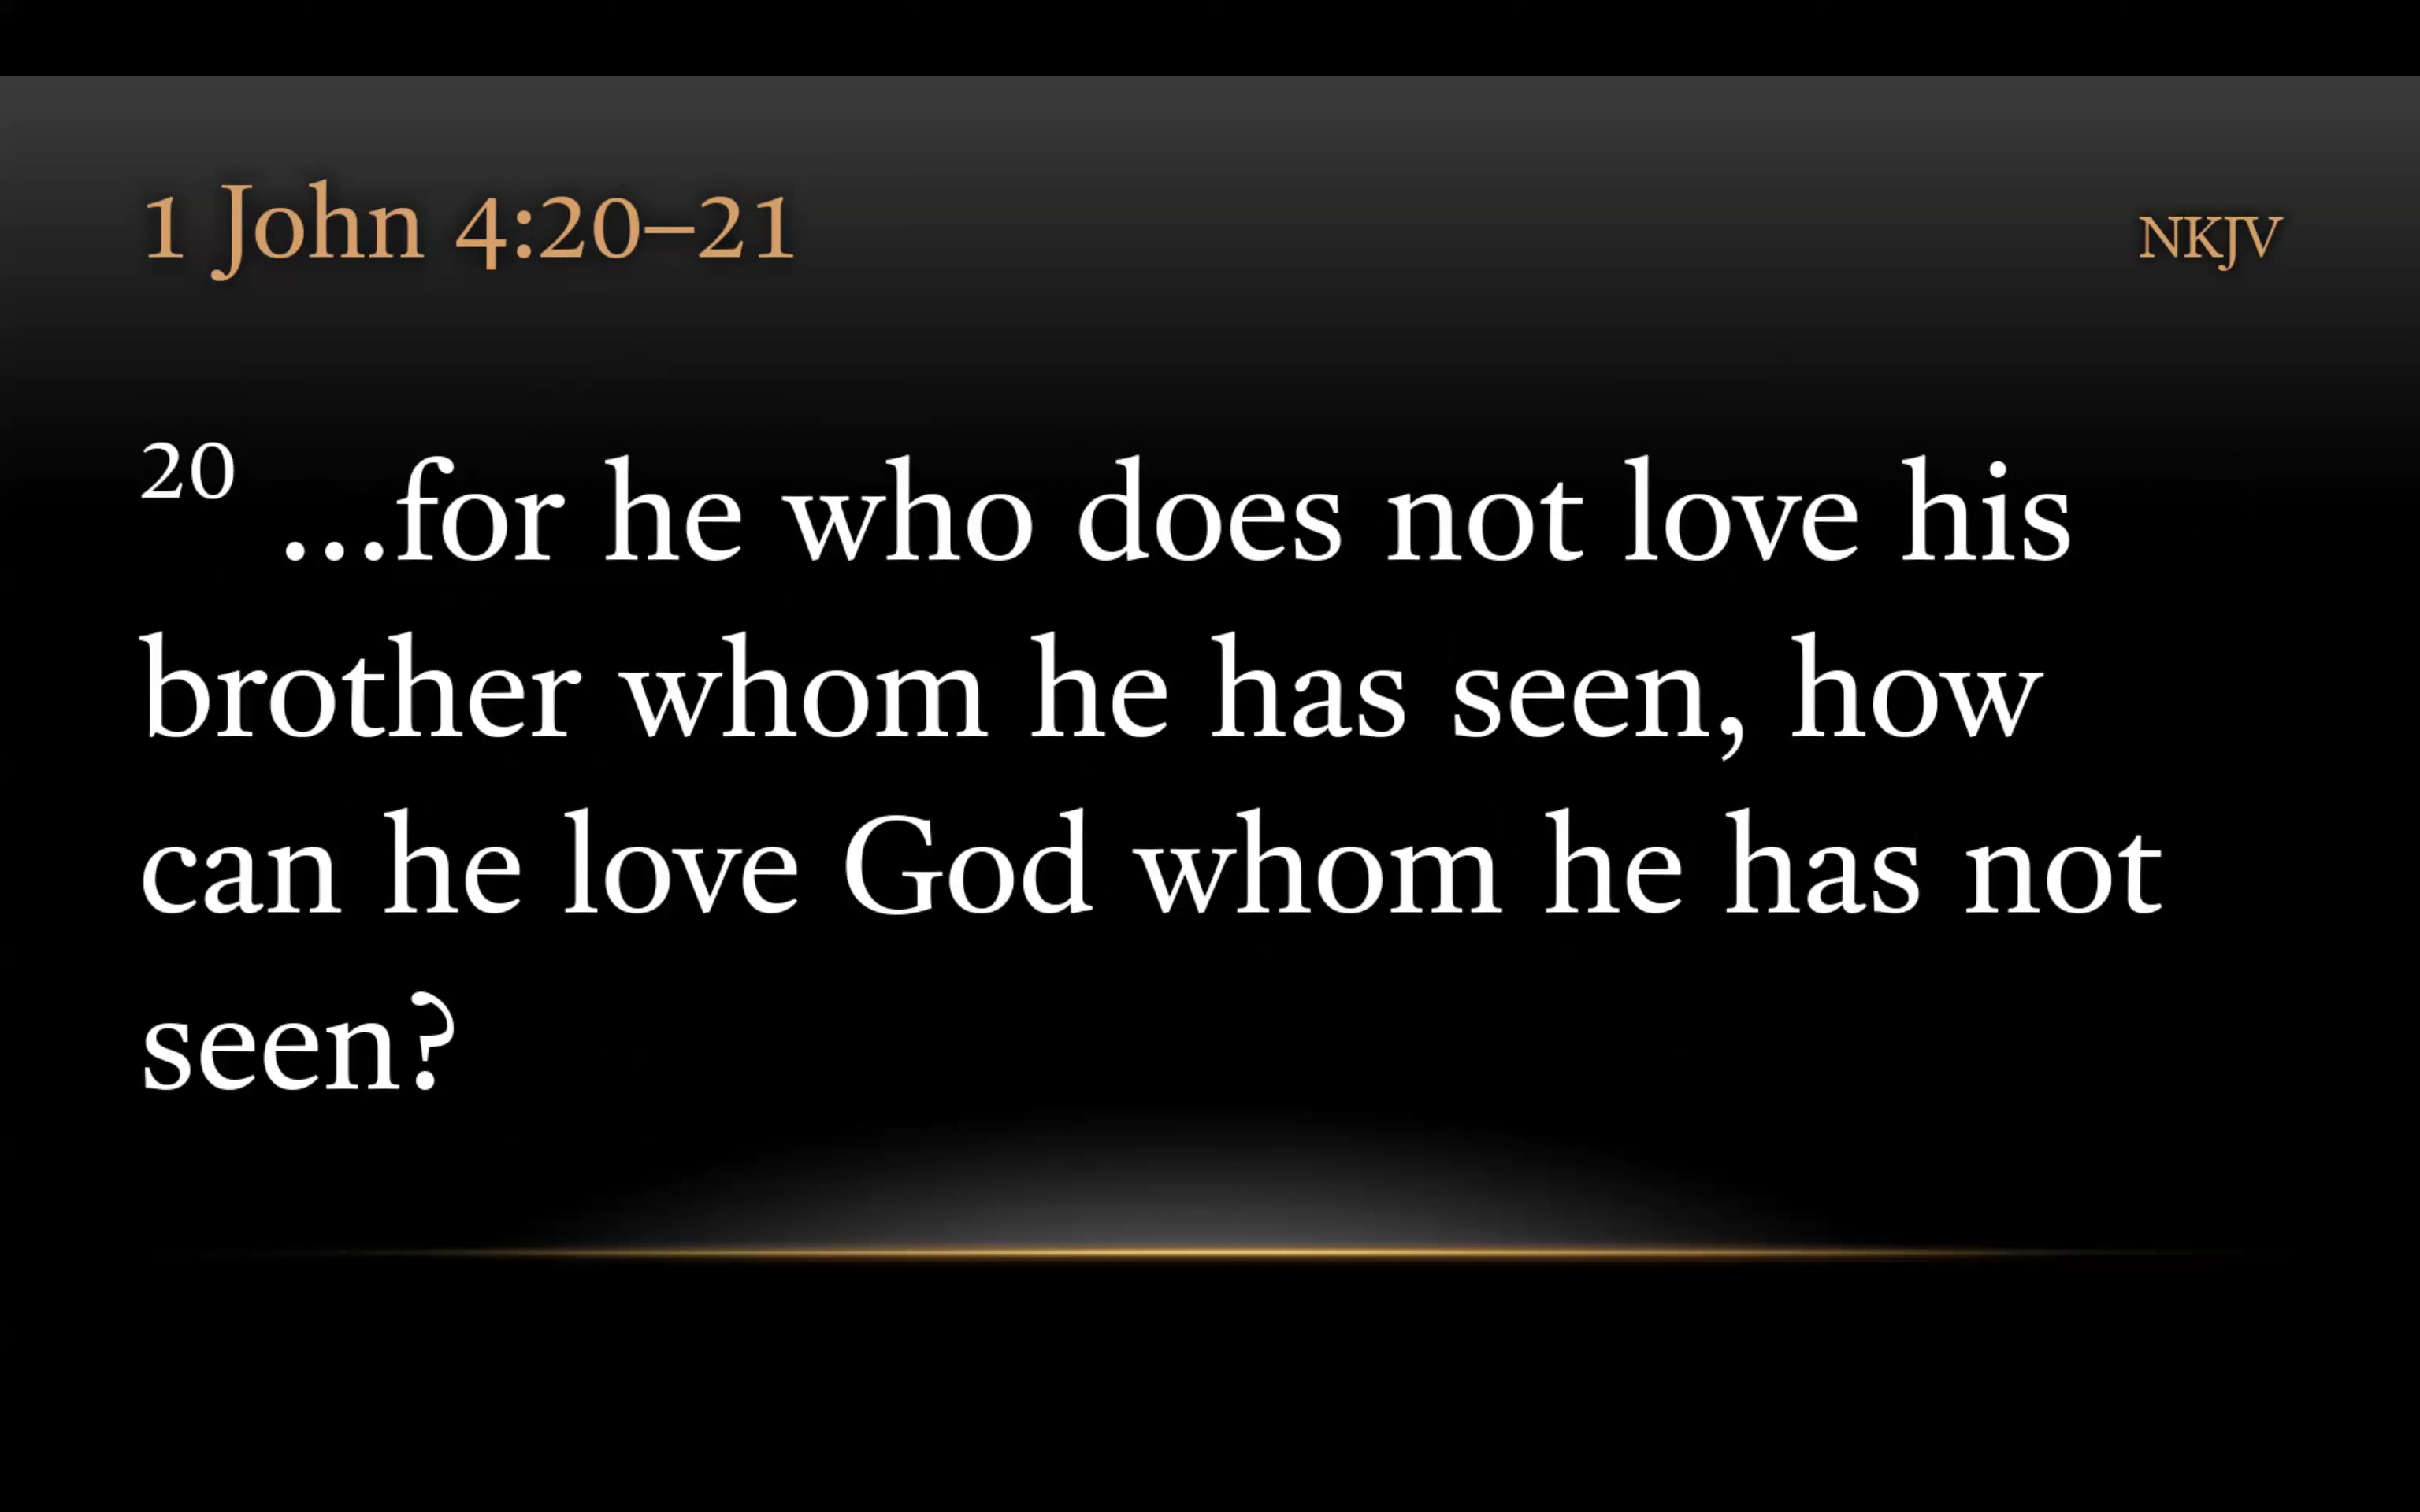 1 John 4:20–21 NKJV
20 ...for he who does not love his
brother whom he has seen, how
can he love God whom he has not
seen?